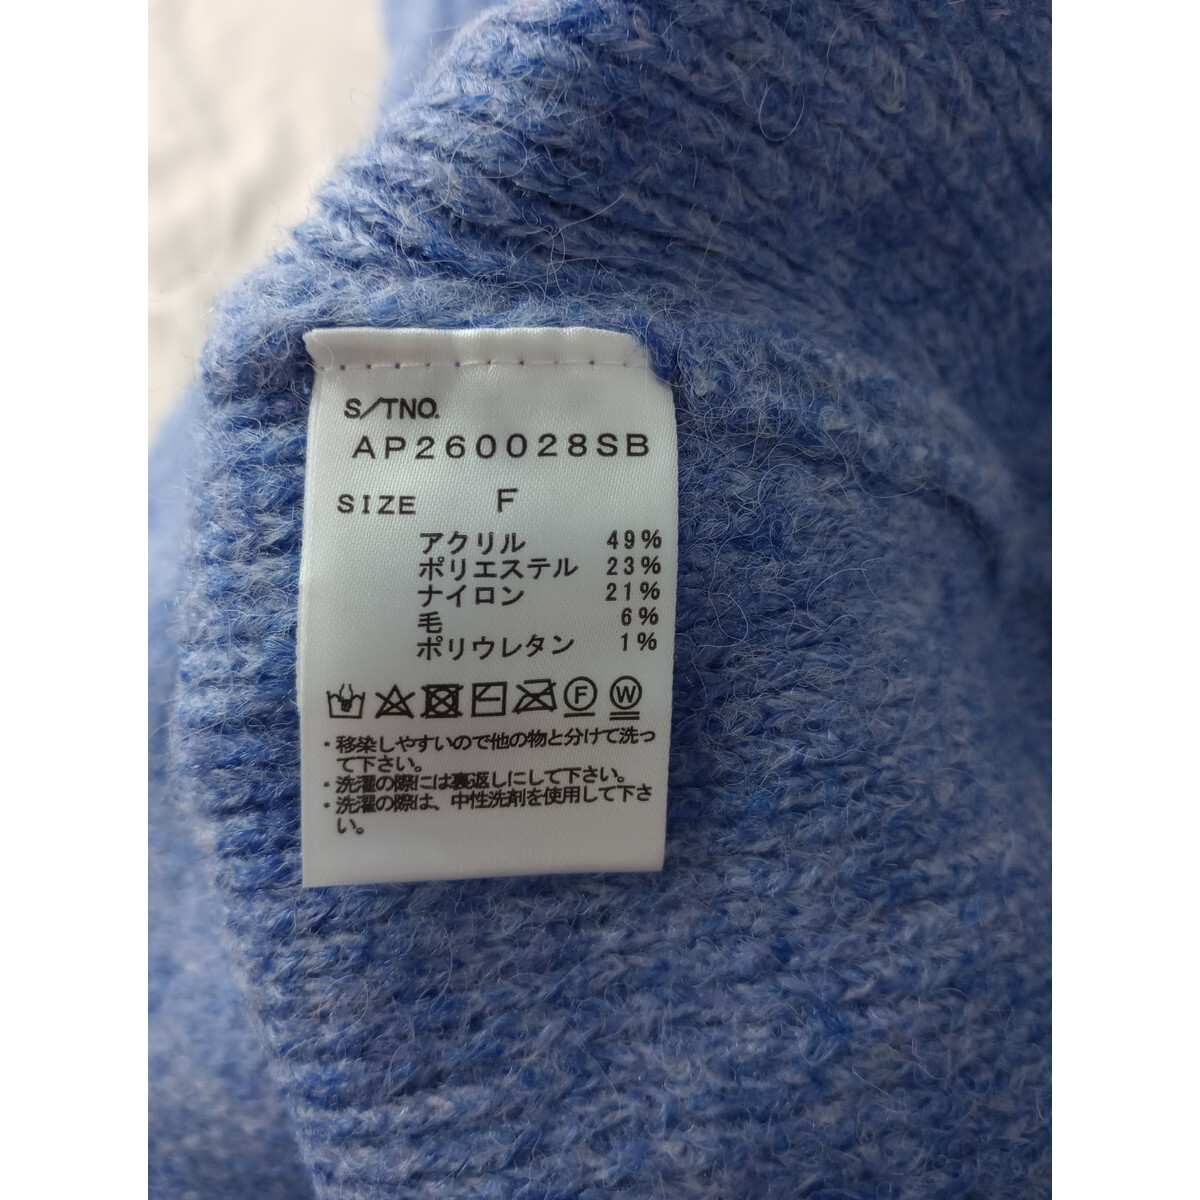 S/TNO.
AP260028SB
SIZE F
アクリル 49%
ポリエステル 23%
ナイロン 21%
毛 6%
ポリウレタン 1%
F W
・移染しやすいので他の物と分けて洗っ
て下さい。
・洗濯の際には裏返しにして下さい。
・洗濯の際は、中性洗剤を使用して下さ
い。